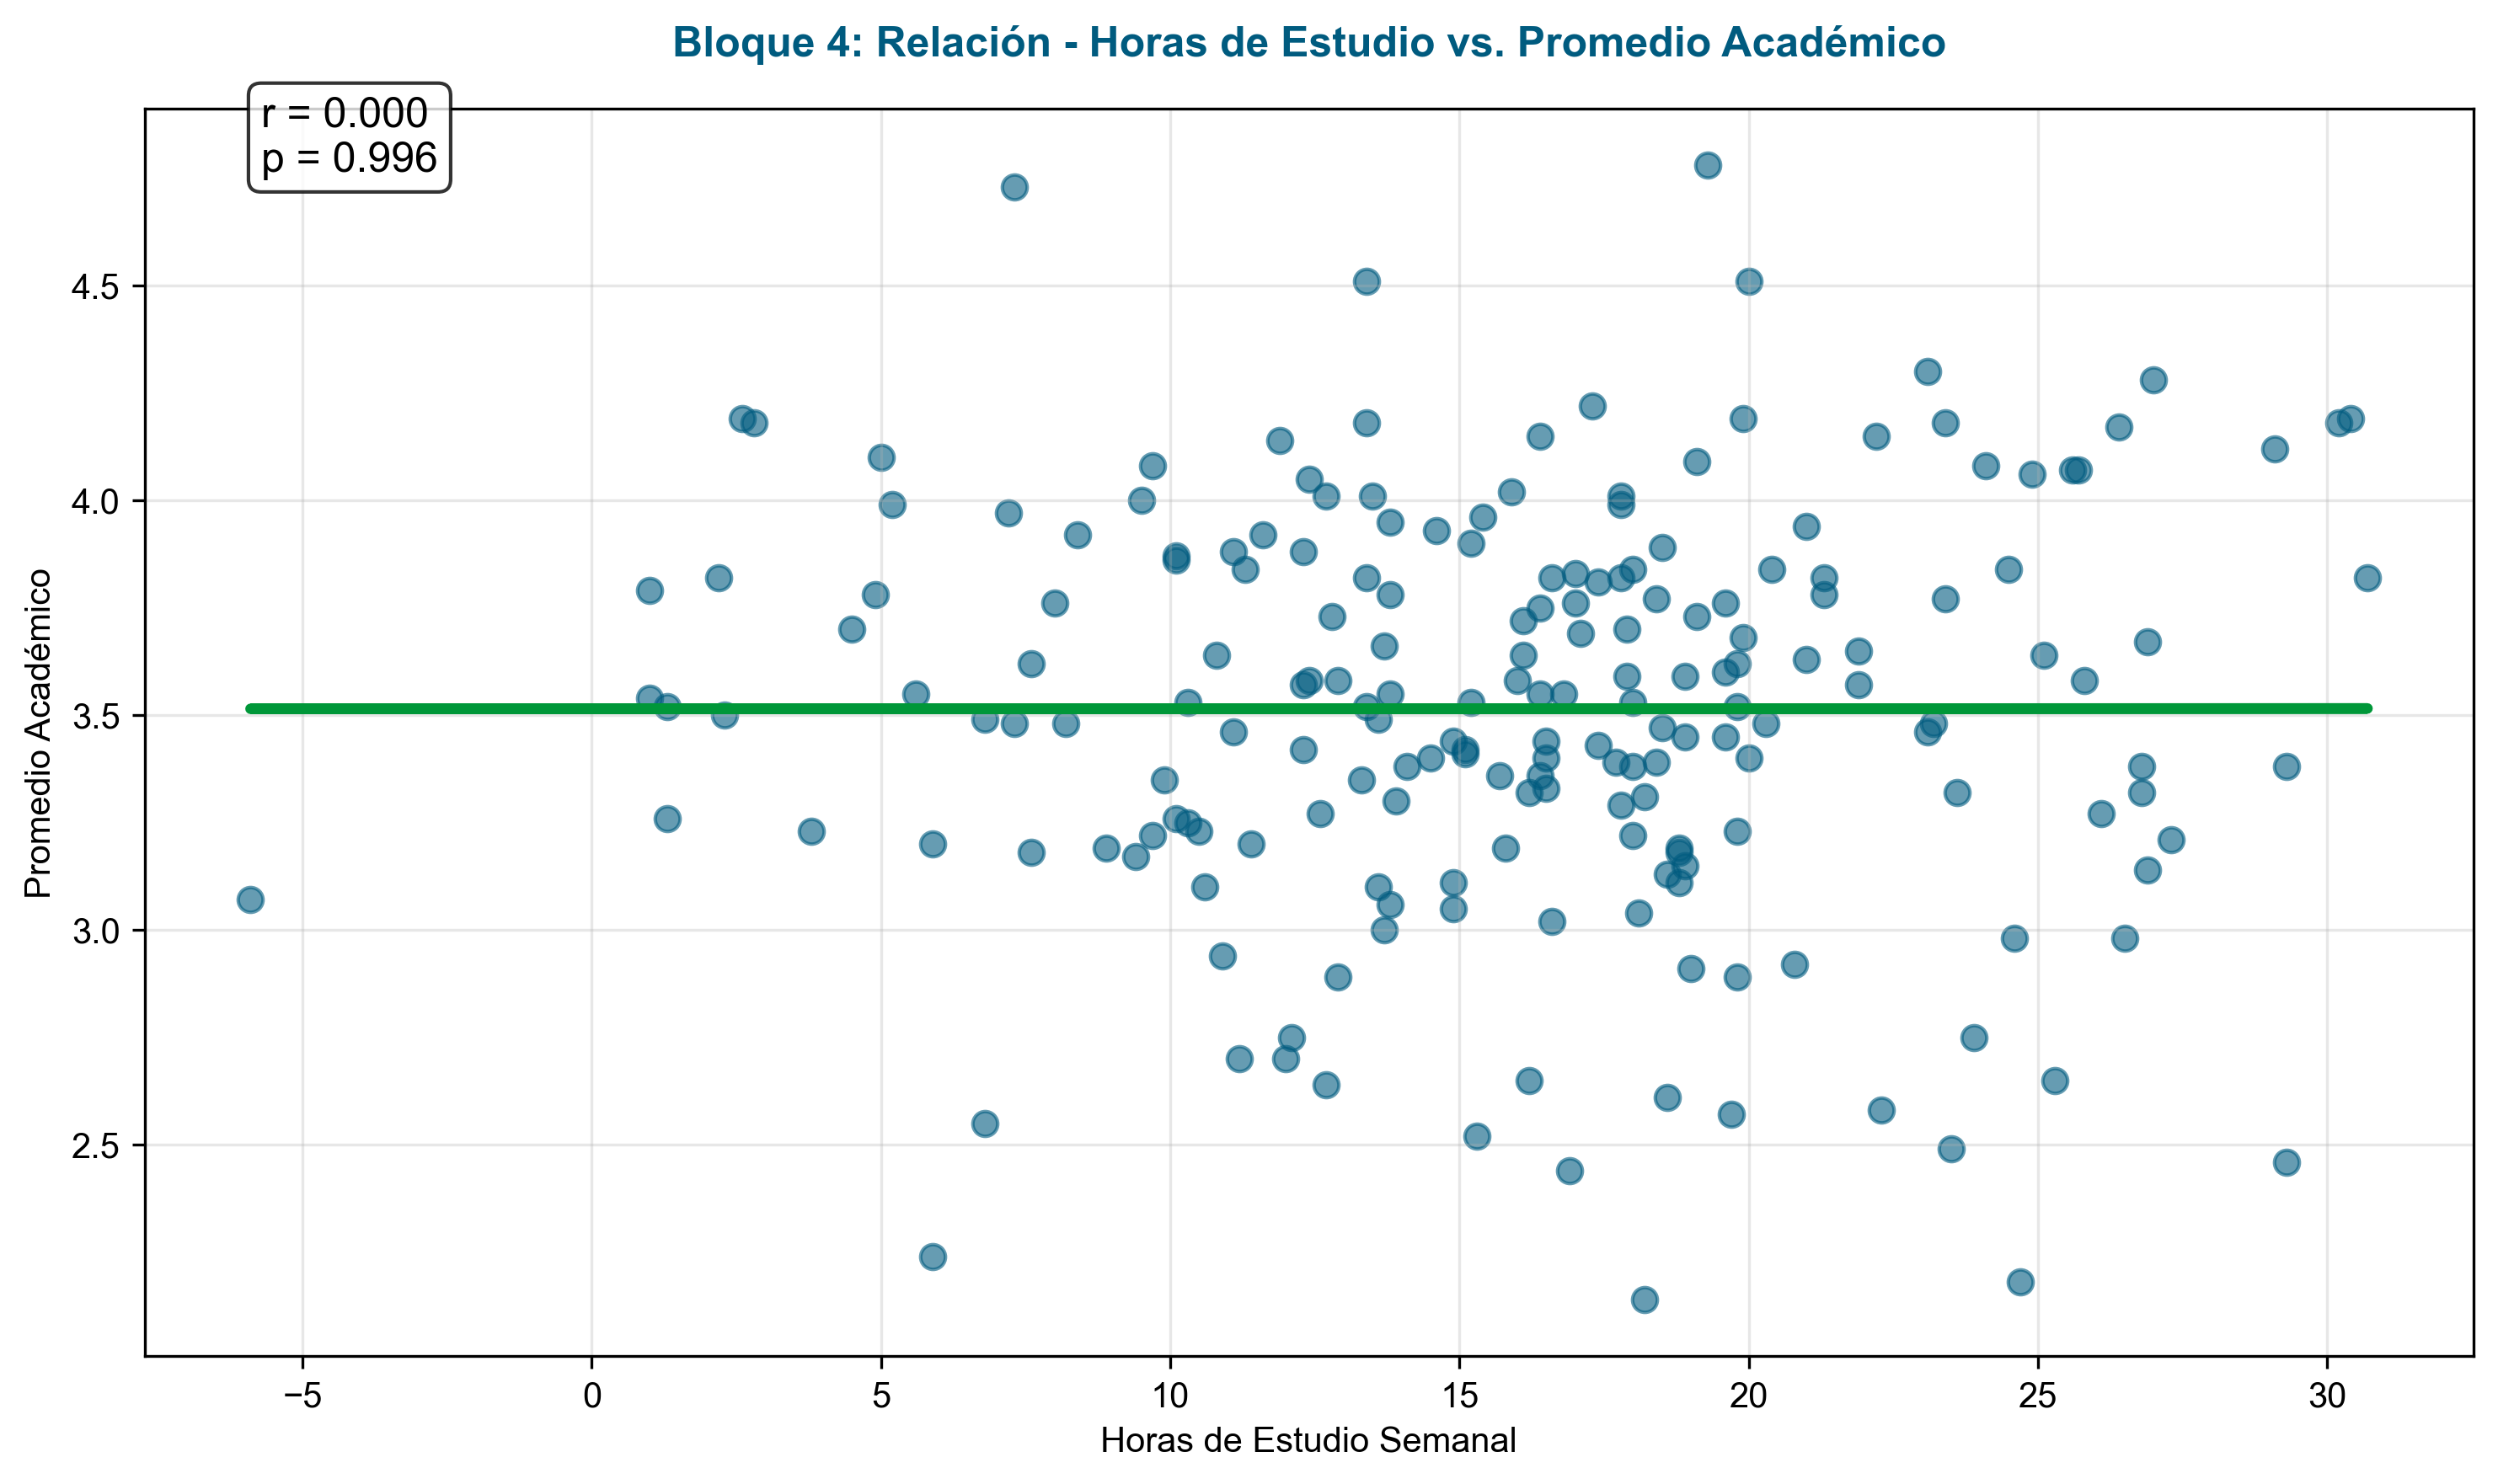 Bloque 4: Relación - Horas de Estudio vs. Promedio Académico
r = 0.000
p = 0.996
4.5
4.0
3.5
3.0
2.5
Promedio Académico
−5
0
5
10
15
20
25
30
Horas de Estudio Semanal